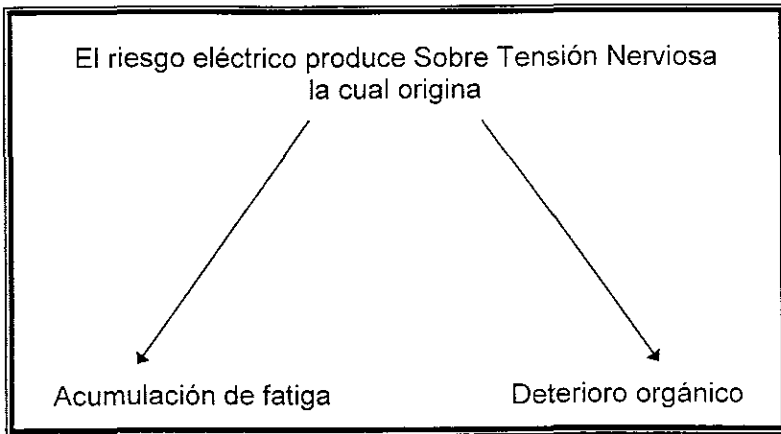 El riesgo eléctrico produce Sobre Tensión Nerviosa
la cual origina
Acumulación de fatiga
Deterioro orgánico